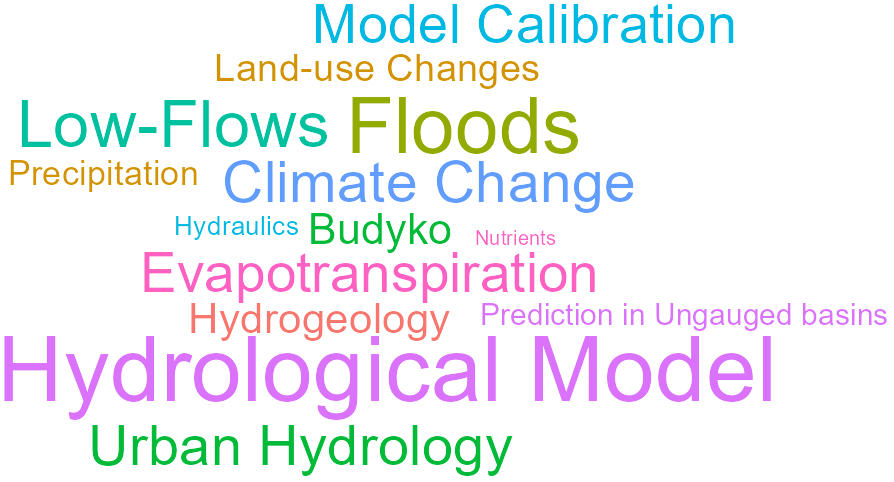 Model Calibration
Land-use Changes
Low-Flows Floods
Precipitation Climate Change
Hydraulics Budyko Nutrients
Evapotranspiration
Hydrogeology Prediction in Ungauged basins
Hydrological Model
Urban Hydrology